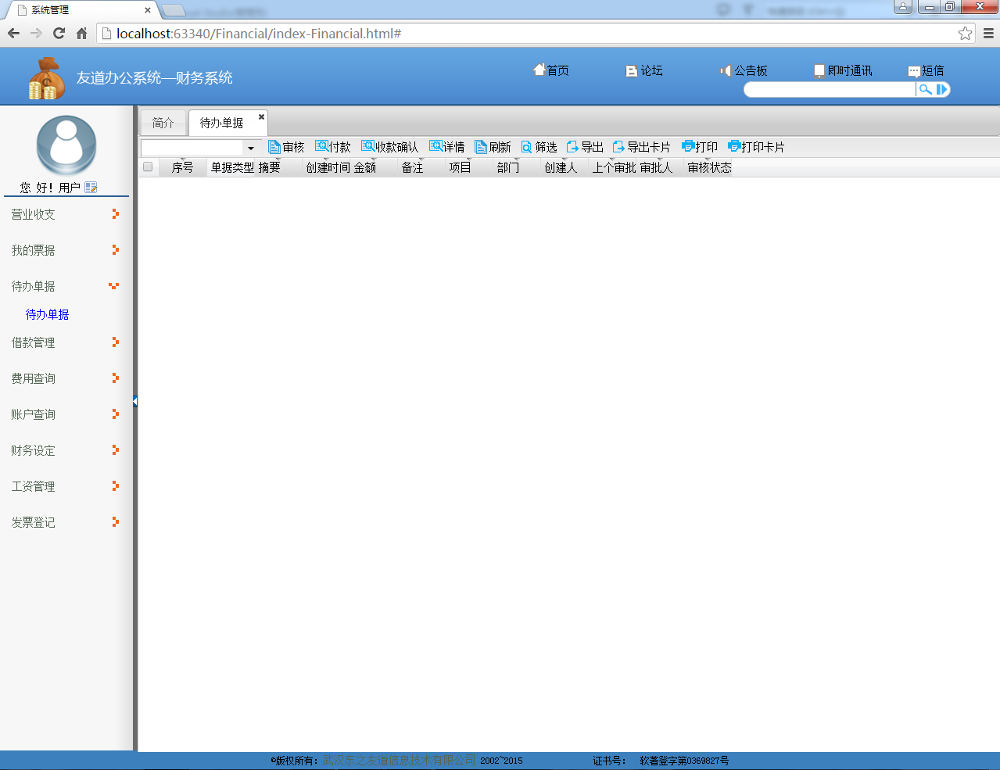 系统管理
localhost:63340/Financial/index-Financial.html#
友道办公系统—财务系统
首页 论坛 公告板 即时通讯 短信
您 好！用户
营业收支
我的票据
待办单据
待办单据
借款管理
费用查询
账户查询
财务设定
工资管理
发票登记
简介 待办单据
审核 付款 收款确认 详情 刷新 筛选 导出 导出卡片 打印 打印卡片
序号 单据类型 摘要 创建时间 金额 备注 项目 部门 创建人 上个审批 审批人 审核状态
©版权所有：武汉东之友道信息技术有限公司 2002~2015 证书号： 软著登字第0369827号